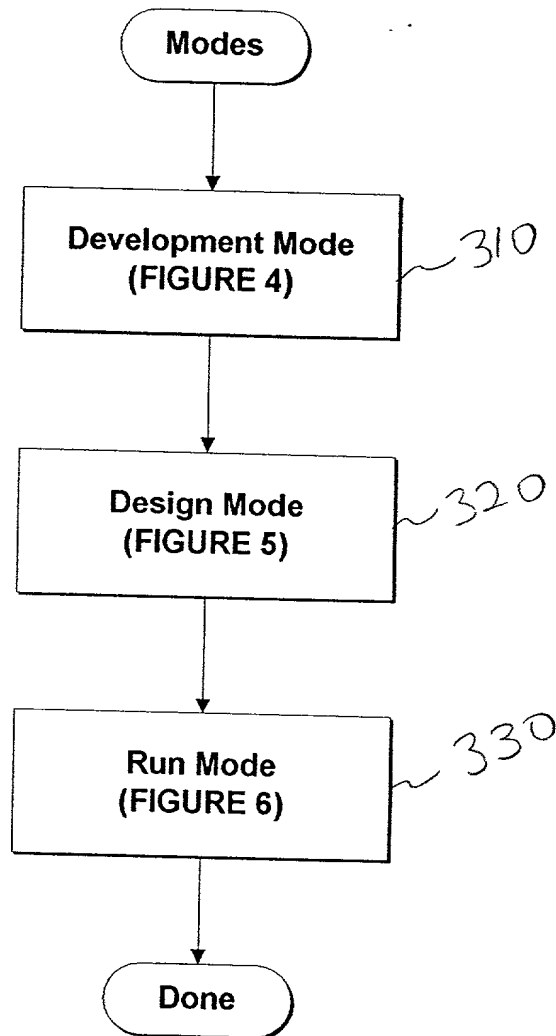 Modes
Development Mode
(FIGURE 4)
310
Design Mode
(FIGURE 5)
320
Run Mode
(FIGURE 6)
330
Done